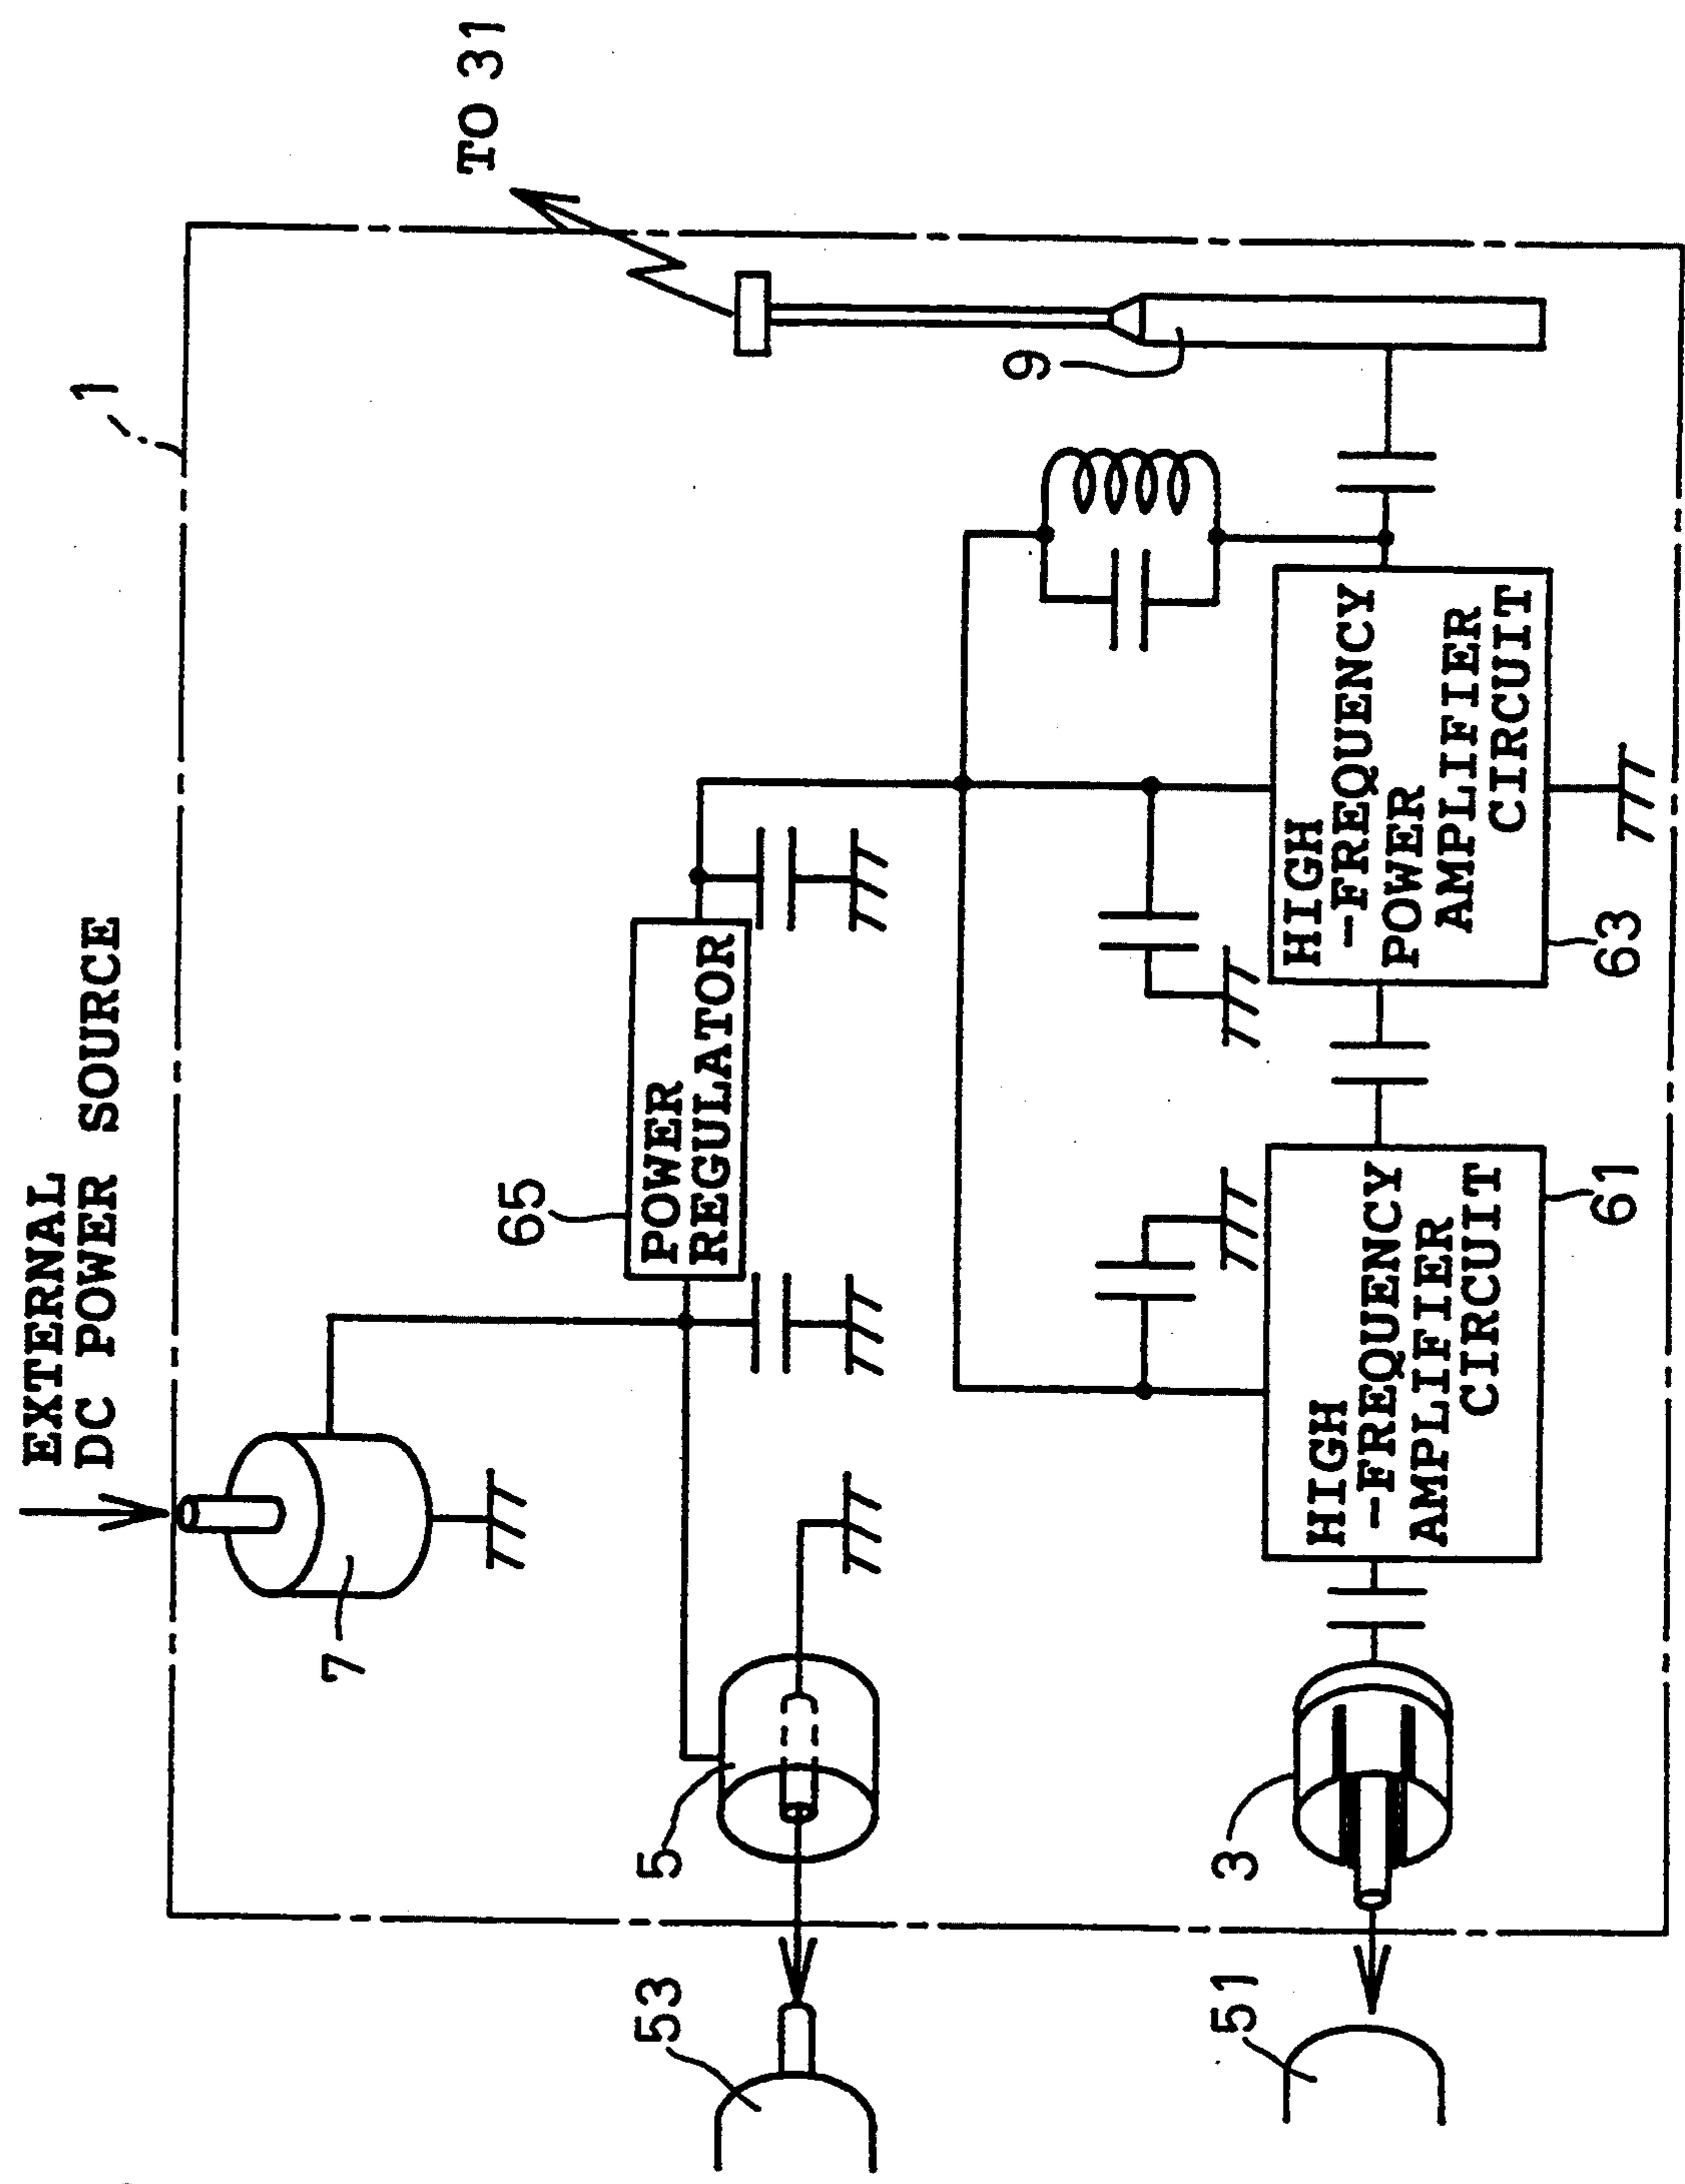 EXTERNAL
DC POWER SOURCE
1
TO 31
7
65
POWER
REGULATOR
9
53
5
51
3
HIGH
-FREQUENCY
AMPLIFIER
CIRCUIT
61
HIGH
-FREQUENCY
POWER
AMPLIFIER
CIRCUIT
63